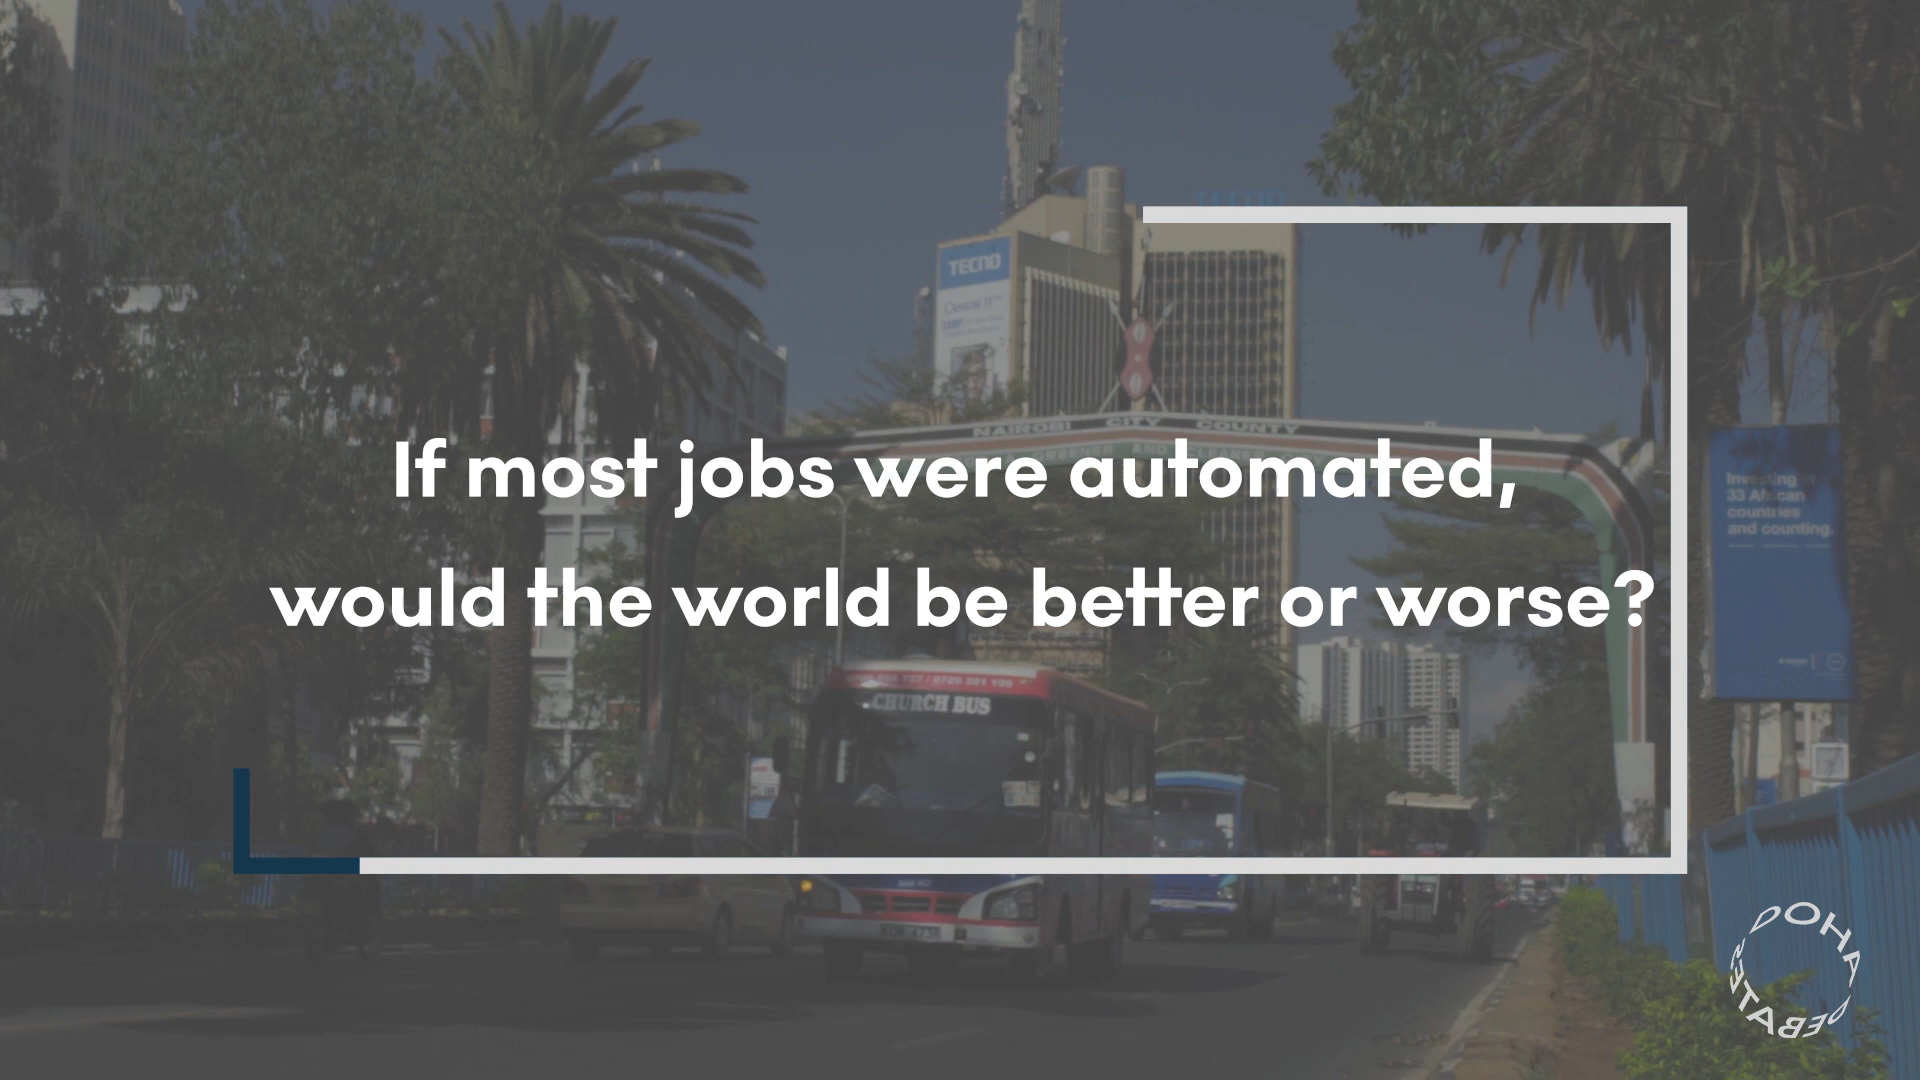 TECNO
NAIROBI CITY COUNTY
If most jobs were automated,
would the world be better or worse?
Investing in
33 African
countries
and counting.
CHURCH BUS
DOHA DEBATES